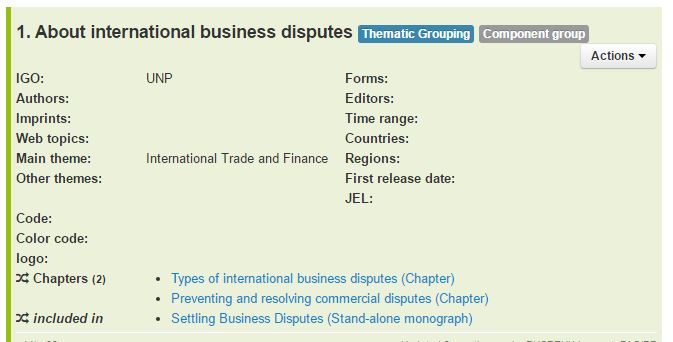 1. About international business disputes Thematic Grouping Component group
Actions
IGO: UNP Forms:
Authors: Editors:
Imprints: Time range:
Web topics: Countries:
Main theme: International Trade and Finance Regions:
Other themes: First release date:
JEL:
Code:
Color code:
logo:
Chapters (2) • Types of international business disputes (Chapter)
• Preventing and resolving commercial disputes (Chapter)
included in • Settling Business Disputes (Stand-alone monograph)